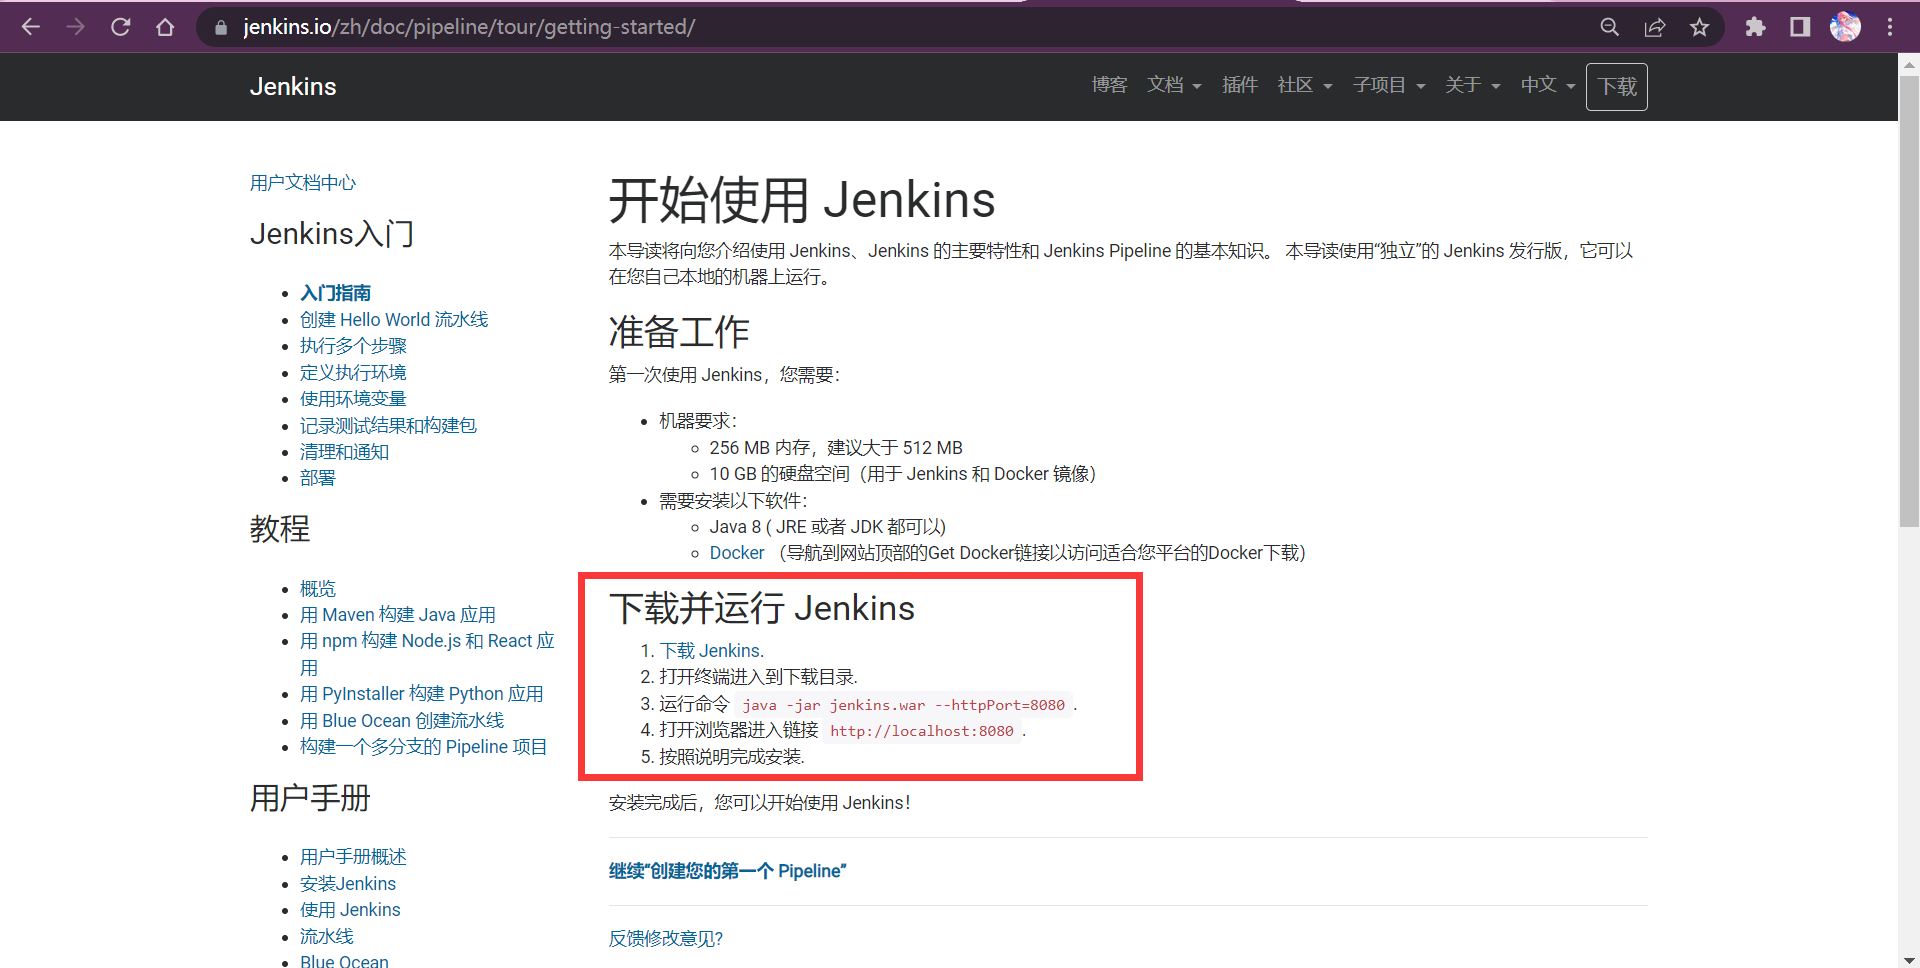 jenkins.io/zh/doc/pipeline/tour/getting-started/
Jenkins
博客 文档 插件 社区 子项目 关于 中文 下载
用户文档中心
Jenkins入门
入门指南
创建 Hello World 流水线
执行多个步骤
定义执行环境
使用环境变量
记录测试结果和构建包
清理和通知
部署
教程
概览
用 Maven 构建 Java 应用
用 npm 构建 Node.js 和 React 应
用
用 PyInstaller 构建 Python 应用
用 Blue Ocean 创建流水线
构建一个多分支的 Pipeline 项目
用户手册
用户手册概述
安装Jenkins
使用 Jenkins
流水线
Blue Ocean
开始使用 Jenkins
本导读将向您介绍使用 Jenkins、Jenkins 的主要特性和 Jenkins Pipeline 的基本知识。 本导读使用“独立”的 Jenkins 发行版，它可以
在您自己本地的机器上运行。
准备工作
第一次使用 Jenkins，您需要：
机器要求：
256 MB 内存，建议大于 512 MB
10 GB 的硬盘空间（用于 Jenkins 和 Docker 镜像）
需要安装以下软件：
Java 8 ( JRE 或者 JDK 都可以)
Docker （导航到网站顶部的Get Docker链接以访问适合您平台的Docker下载）
下载并运行 Jenkins
1. 下载 Jenkins.
2. 打开终端进入到下载目录.
3. 运行命令 java -jar jenkins.war --httpPort=8080 .
4. 打开浏览器进入链接 http://localhost:8080 .
5. 按照说明完成安装.
安装完成后，您可以开始使用 Jenkins！
继续“创建您的第一个 Pipeline”
反馈修改意见?